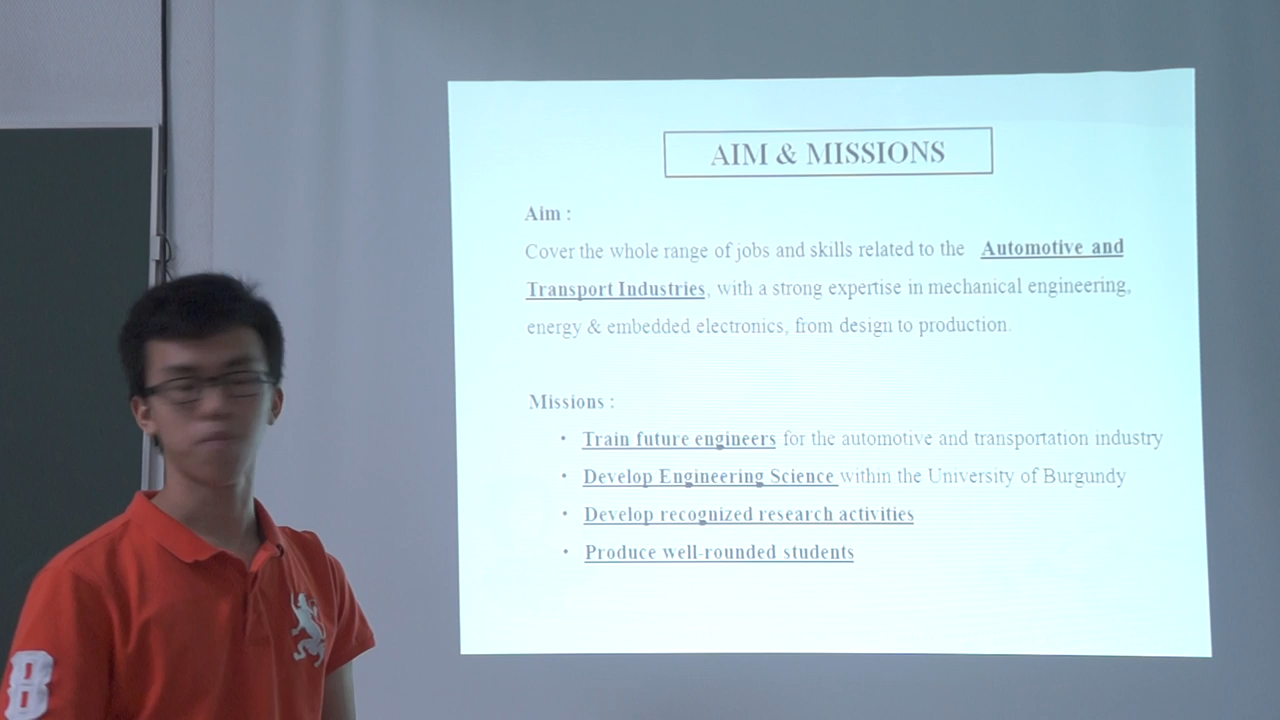 AIM & MISSIONS
Aim :
Cover the whole range of jobs and skills related to the Automotive and
Transport Industries, with a strong expertise in mechanical engineering,
energy & embedded electronics, from design to production.
Missions :
• Train future engineers for the automotive and transportation industry
• Develop Engineering Science within the University of Burgundy
• Develop recognized research activities
• Produce well-rounded students
8